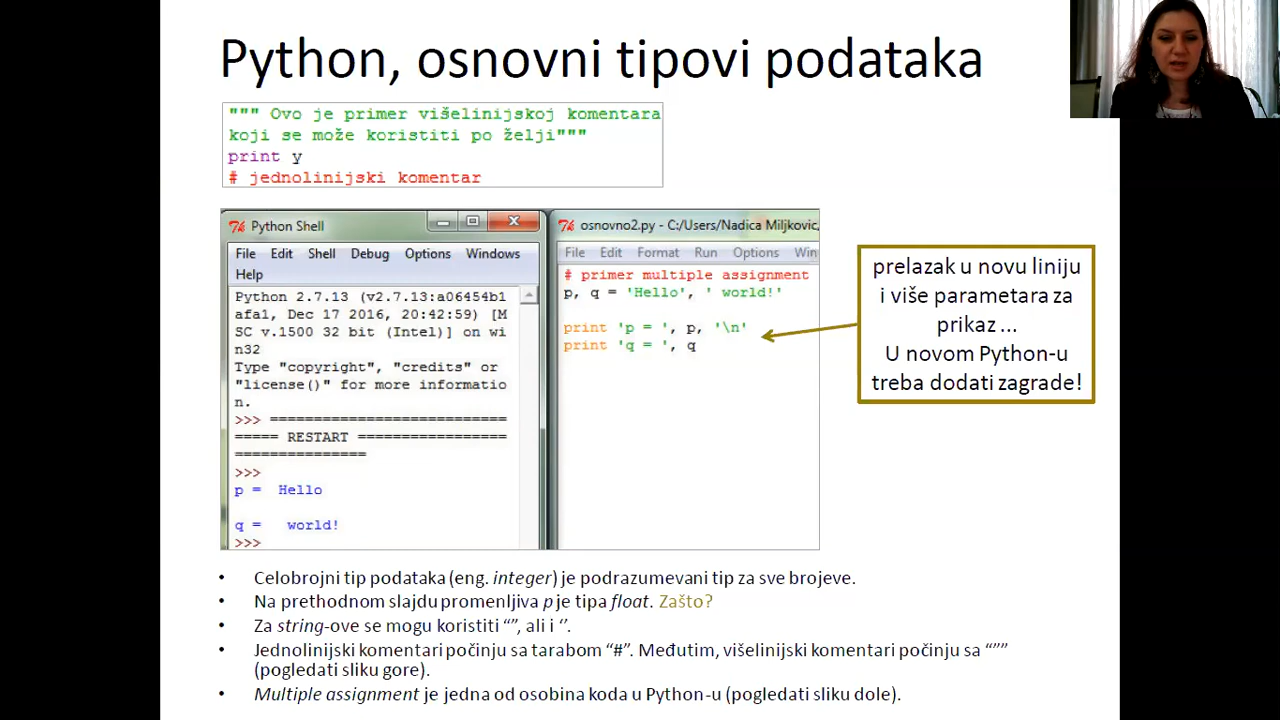 Python, osnovni tipovi podataka
""" Ovo je primer višelinijskoj komentara
koji se može koristiti po želji"""
print y
# jednolinijski komentar
Python Shell
File Edit Shell Debug Options Windows
Help
Python 2.7.13 (v2.7.13:a06454b1
afa1, Dec 17 2016, 20:42:59) [M
SC v.1500 32 bit (Intel)] on wi
n32
Type "copyright", "credits" or
"license()" for more informatio
n.
>>> ===========================
===== RESTART =================
===============
>>>
p =  Hello
q =   world!
>>>
osnovno2.py - C:/Users/Nadica Miljkovic/
File Edit Format Run Options Win
# primer multiple assignment
p, q = 'Hello', ' world!'
print 'p = ', p, '\n'
print 'q = ', q
prelazak u novu liniju
i više parametara za
prikaz ...
U novom Python-u
treba dodati zagrade!
• Celobrojni tip podataka (eng. integer) je podrazumevani tip za sve brojeve.
• Na prethodnom slajdu promenljiva p je tipa float. Zašto?
• Za string-ove se mogu koristiti “”, ali i ‘’.
• Jednolinijski komentari počinju sa tarabom “#”. Međutim, višelinijski komentari počinju sa “””
(pogledati sliku gore).
• Multiple assignment je jedna od osobina koda u Python-u (pogledati sliku dole).